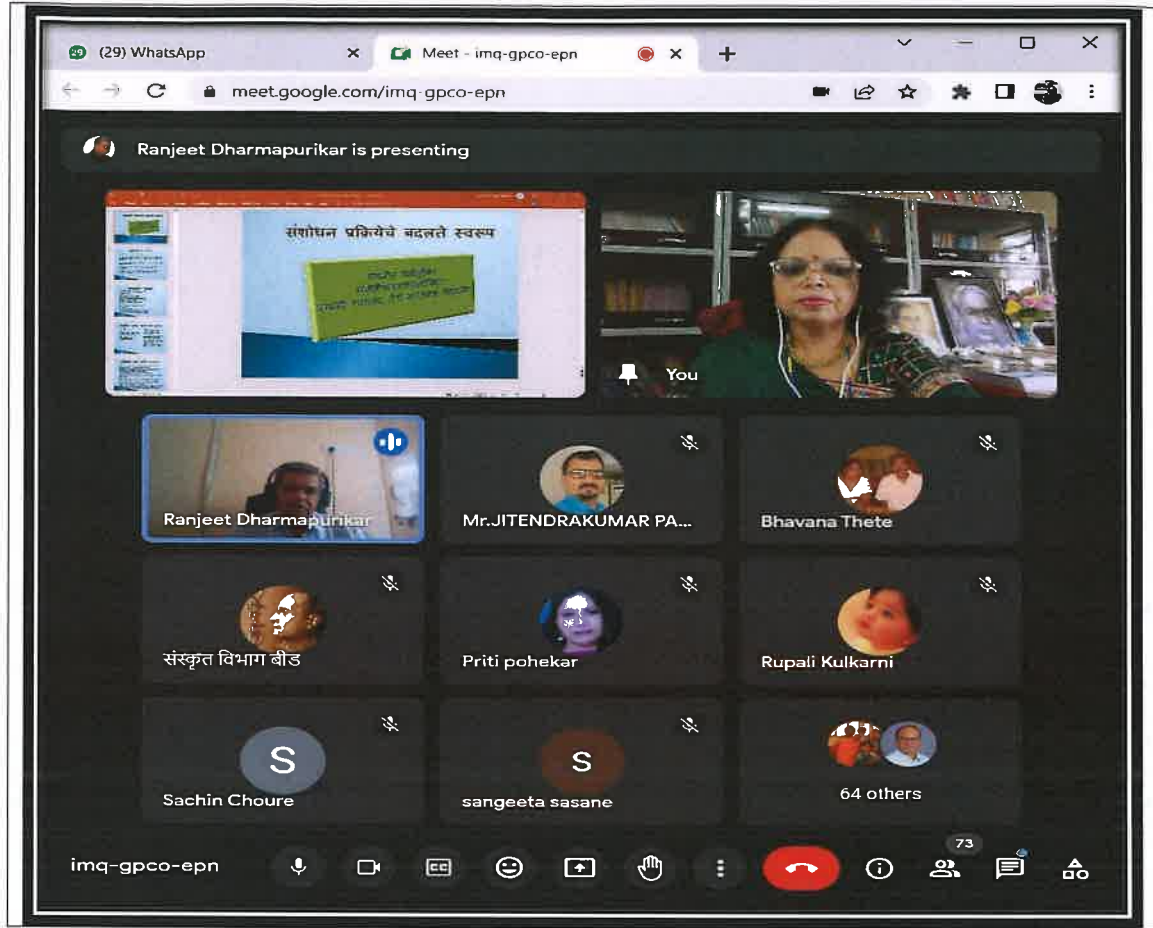 (29) WhatsApp
Meet - imq-gpco-epn
meet.google.com/imq-gpco-epn
Ranjeet Dharmapurikar is presenting
संशोधन प्रक्रियेचे बदलते स्वरूप
You
Ranjeet Dharmapurikar
Mr.JITENDRAKUMAR PA...
Bhavana Thete
संस्कृत विभाग बीड
Priti pohekar
Rupali Kulkarni
S
Sachin Choure
S
sangeeta sasane
64 others
imq-gpco-epn
CC
73